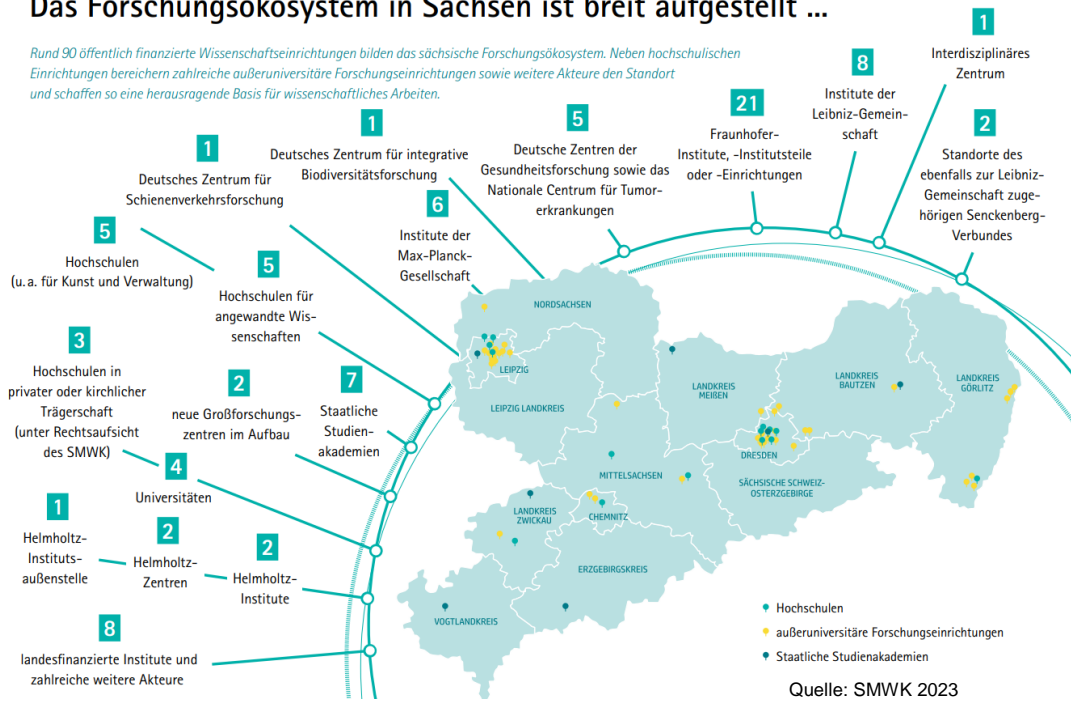 Das Forschungsökosystem in Sachsen ist breit aufgestellt ...
Rund 90 öffentlich finanzierte Wissenschaftseinrichtungen bilden das sächsische Forschungsökosystem. Neben hochschulischen
Einrichtungen bereichern zahlreiche außeruniversitäre Forschungseinrichtungen sowie weitere Akteure den Standort
und schaffen so eine herausragende Basis für wissenschaftliches Arbeiten.
1
Interdisziplinäres
Zentrum
8
Institute der
Leibniz-Gemein-
schaft
21
Fraunhofer-
Institute, -Institutsteile
oder -Einrichtungen
2
Standorte des
ebenfalls zur Leibniz-
Gemeinschaft zuge-
hörigen Senckenberg-
Verbundes
5
Deutsche Zentren der
Gesundheitsforschung sowie das
Nationale Centrum für Tumor-
erkrankungen
1
Deutsches Zentrum für integrative
Biodiversitätsforschung
1
Deutsches Zentrum für
Schienenverkehrsforschung
6
Institute der
Max-Planck-
Gesellschaft
5
Hochschulen
(u. a. für Kunst und Verwaltung)
5
Hochschulen für
angewandte Wis-
senschaften
3
Hochschulen in
privater oder kirchlicher
Trägerschaft
(unter Rechtsaufsicht
des SMWK)
2
neue Großforschungs-
zentren im Aufbau
7
Staatliche
Studien-
akademien
4
Universitäten
1
Helmholtz-
Instituts-
außenstelle
2
Helmholtz-
Zentren
2
Helmholtz-
Institute
8
landesfinanzierte Institute und
zahlreiche weitere Akteure
NORDSACHSEN
LEIPZIG
LEIPZIG LANDKREIS
LANDKREIS
MEIßEN
LANDKREIS
BAUTZEN
LANDKREIS
GÖRLITZ
DRESDEN
MITTELSACHSEN
SÄCHSISCHE SCHWEIZ-
OSTERZGEBIRGE
LANDKREIS
ZWICKAU
CHEMNITZ
ERZGEBIRGSKREIS
VOGTLANDKREIS
Hochschulen
außeruniversitäre Forschungseinrichtungen
Staatliche Studienakademien
Quelle: SMWK 2023